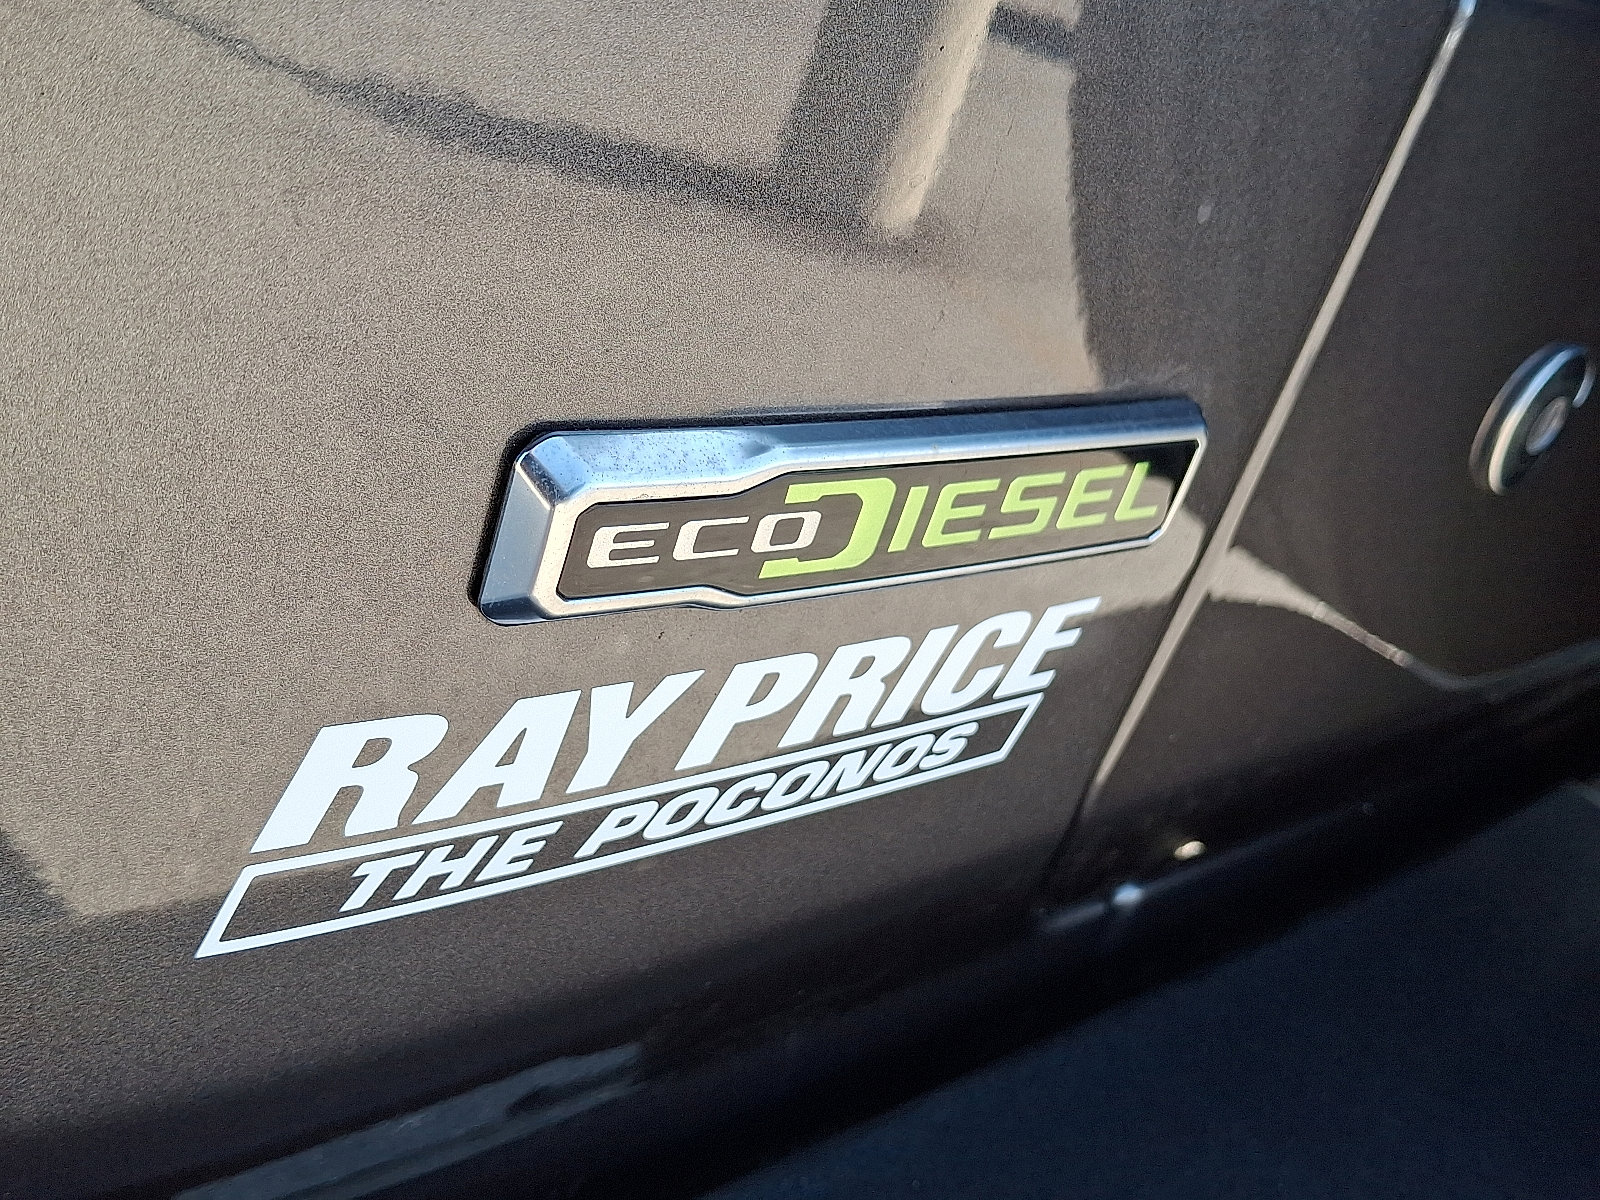 ECODIESEL
RAY PRICE
THE POCONOS